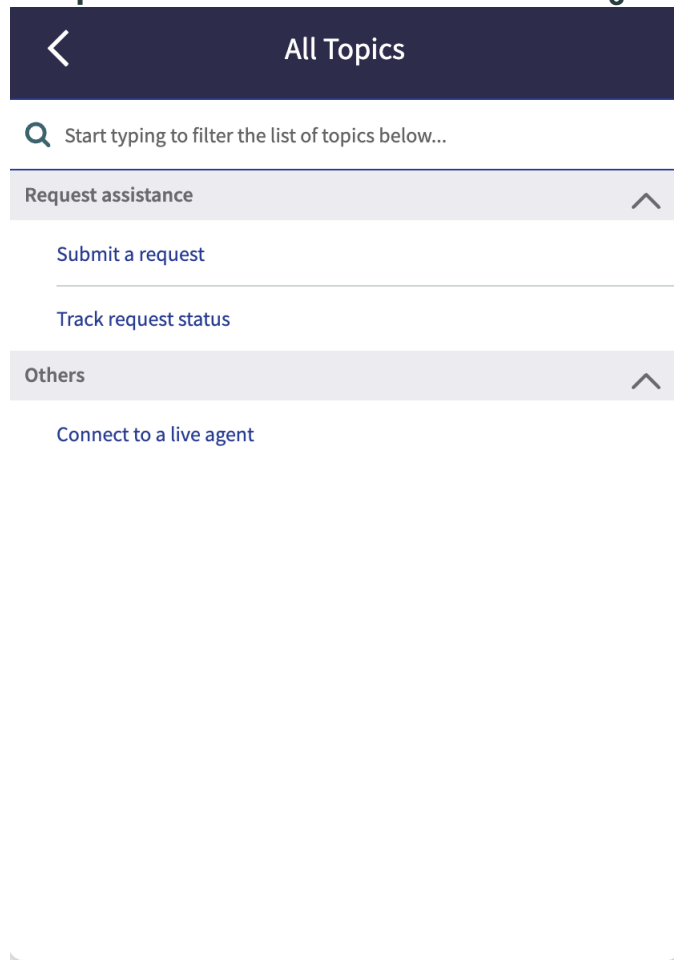 All Topics
Start typing to filter the list of topics below...
Request assistance
Submit a request
Track request status
Others
Connect to a live agent